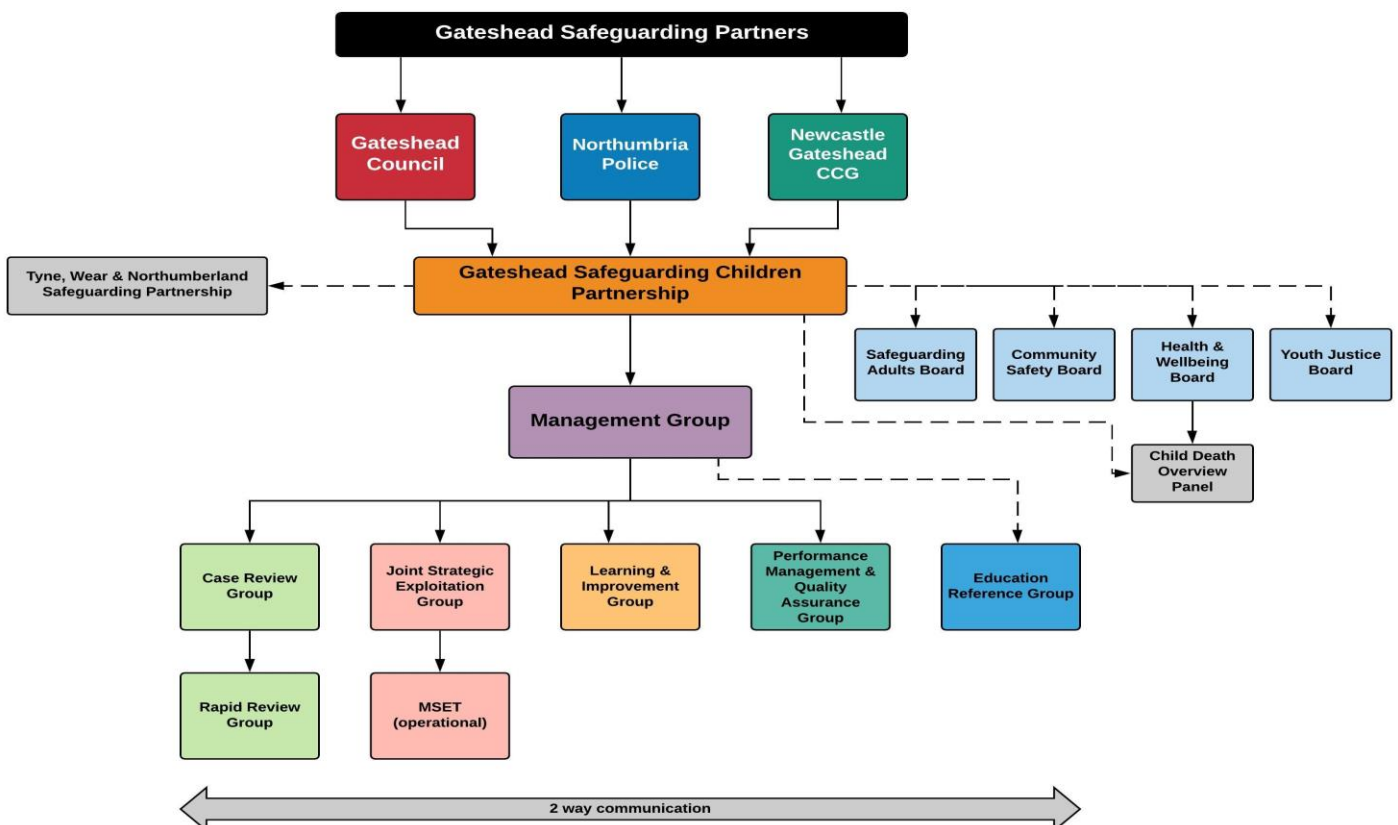 Gateshead Safeguarding Partners
Gateshead
Council
Northumbria
Police
Newcastle
Gateshead
CCG
Tyne, Wear & Northumberland
Safeguarding Partnership
Gateshead Safeguarding Children
Partnership
Safeguarding
Adults Board
Community
Safety Board
Health &
Wellbeing
Board
Youth Justice
Board
Management Group
Child Death
Overview
Panel
Case Review
Group
Joint Strategic
Exploitation
Group
Learning &
Improvement
Group
Performance
Management &
Quality
Assurance
Group
Education
Reference Group
Rapid Review
Group
MSET
(operational)
2 way communication